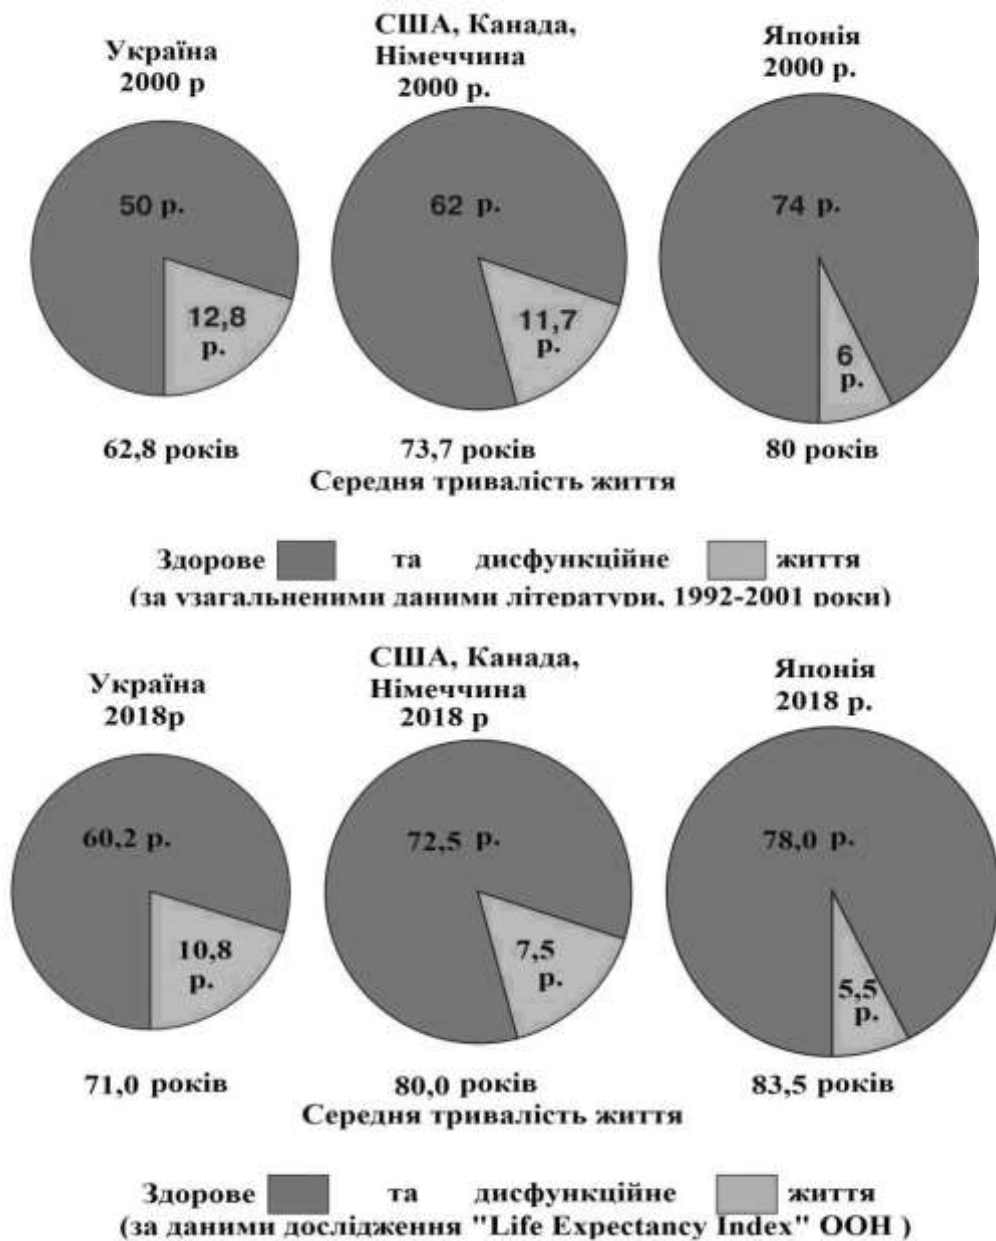 Україна
2000 р
США, Канада,
Німеччина
2000 р.
Японія
2000 р.
50 р.
12,8
р.
62 р.
11,7
р.
74 р.
6
р.
62,8 років
73,7 років
80 років
Середня тривалість життя
Здорове та дисфункційне життя
(за узагальненими даними літератури, 1992-2001 роки)
Україна
2018р
США, Канада,
Німеччина
2018 р
Японія
2018 р.
60,2 р.
10,8
р.
72,5 р.
7,5
р.
78,0 р.
5,5
р.
71,0 років
80,0 років
83,5 років
Середня тривалість життя
Здорове та дисфункційне життя
(за даними дослідження "Life Expectancy Index" ООН )